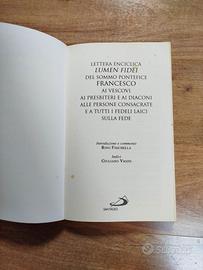 LETTERA ENCICLICA
LUMEN FIDEI
DEL SOMMO PONTEFICE
FRANCESCO
AI VESCOVI
AI PRESBITERI E AI DIACONI
ALLE PERSONE CONSACRATE
E A TUTTI I FEDELI LAICI
SULLA FEDE
Introduzione e commento
RINO FISICHELLA
Indici
GIULIANO VIGINI
SAN PAOLO
subito